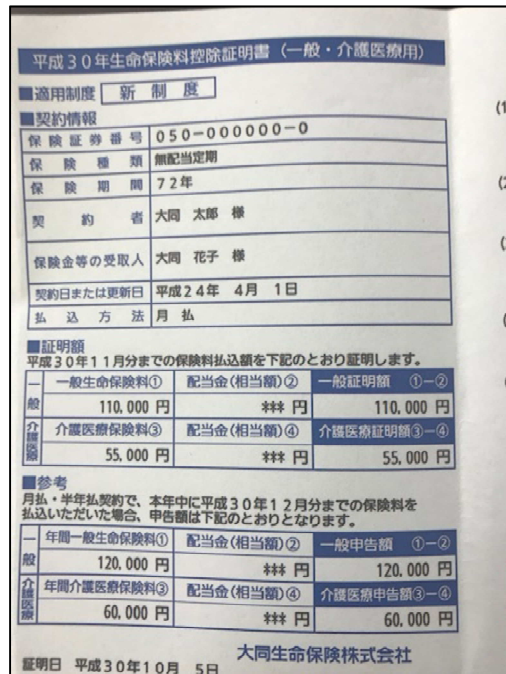 平成30年生命保険料控除証明書（一般・介護医療用）
■適用制度 新制度
■契約情報
保険証券番号 050-000000-0
保険種類 無配当定期
保険期間 72年
契約者 大同 太郎 様
保険金等の受取人 大同 花子 様
契約日または更新日 平成24年 4月 1日
払込方法 月払
■証明額
平成30年11月分までの保険料払込額を下記のとおり証明します。
一般 一般生命保険料① 配当金(相当額)② 一般証明額 ①-②
110,000 円 *** 円 110,000 円
介護医療 介護医療保険料③ 配当金(相当額)④ 介護医療証明額③-④
55,000 円 *** 円 55,000 円
■参考
月払・半年払契約で、本年中に平成30年12月分までの保険料を
払込いただいた場合、申告額は下記のとおりとなります。
一般 年間一般生命保険料① 配当金(相当額)② 一般申告額 ①-②
120,000 円 *** 円 120,000 円
介護医療 年間介護医療保険料③ 配当金(相当額)④ 介護医療申告額③-④
60,000 円 *** 円 60,000 円
大同生命保険株式会社
証明日 平成30年10月 5日